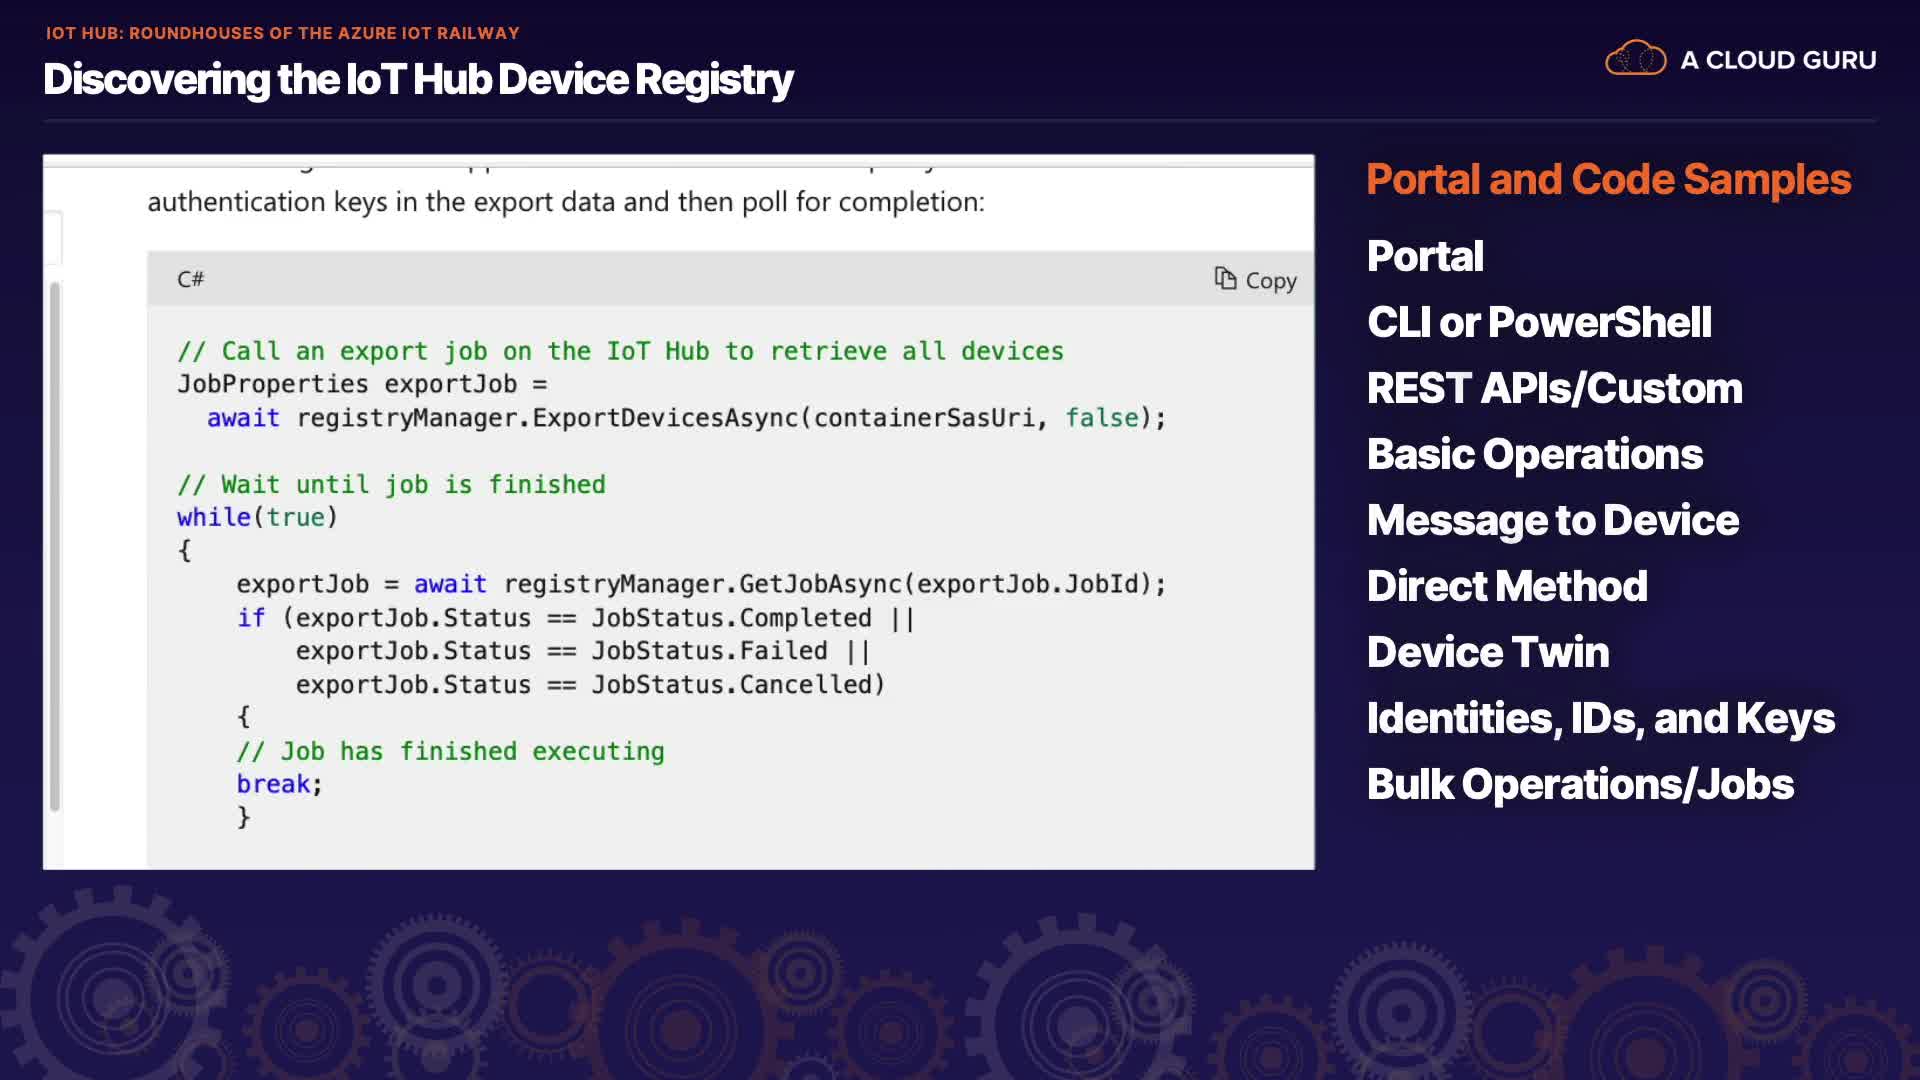 IOT HUB: ROUNDHOUSES OF THE AZURE IOT RAILWAY
Discovering the IoT Hub Device Registry
A CLOUD GURU
authentication keys in the export data and then poll for completion:
C#
Copy
// Call an export job on the IoT Hub to retrieve all devices
JobProperties exportJob =
  await registryManager.ExportDevicesAsync(containerSasUri, false);
// Wait until job is finished
while(true)
{
    exportJob = await registryManager.GetJobAsync(exportJob.JobId);
    if (exportJob.Status == JobStatus.Completed ||
        exportJob.Status == JobStatus.Failed ||
        exportJob.Status == JobStatus.Cancelled)
    {
    // Job has finished executing
    break;
    }
Portal and Code Samples
Portal
CLI or PowerShell
REST APIs/Custom
Basic Operations
Message to Device
Direct Method
Device Twin
Identities, IDs, and Keys
Bulk Operations/Jobs